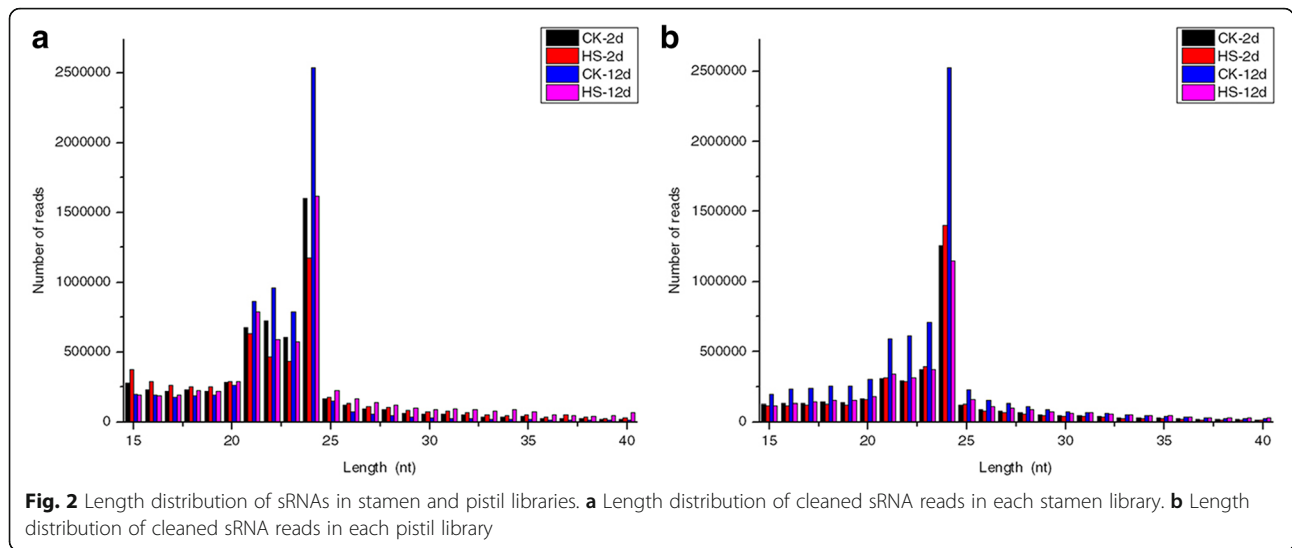 a
CK-2d
HS-2d
CK-12d
HS-12d
2500000
2000000
1500000
1000000
500000
0
Number of reads
15
20
25
30
35
40
Length (nt)
b
CK-2d
HS-2d
CK-12d
HS-12d
2500000
2000000
1500000
1000000
500000
0
Number of reads
15
20
25
30
35
40
Length (nt)
Fig. 2 Length distribution of sRNAs in stamen and pistil libraries. a Length distribution of cleaned sRNA reads in each stamen library. b Length
distribution of cleaned sRNA reads in each pistil library